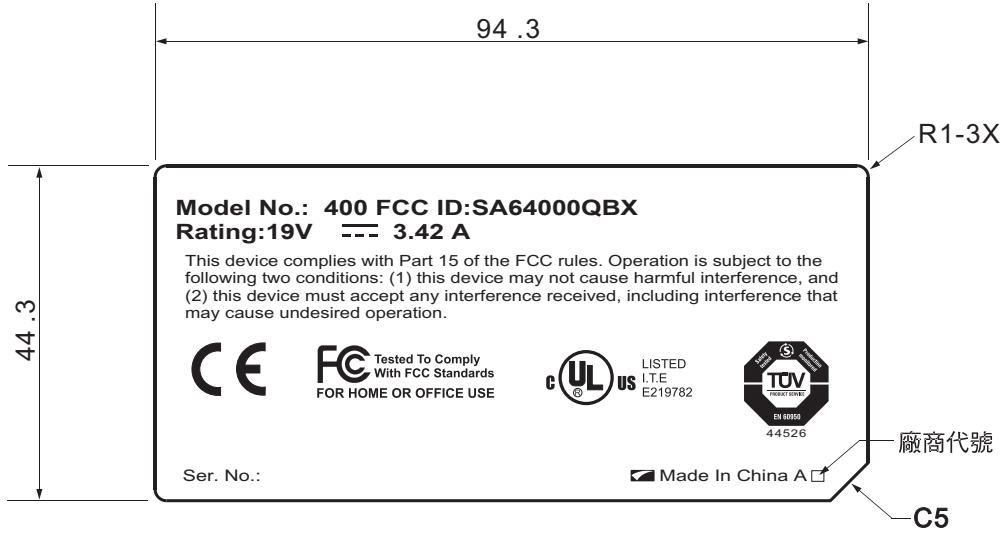 94 .3
R1-3X
44 .3
Model No.: 400 FCC ID:SA64000QBX
Rating:19V 3.42 A
This device complies with Part 15 of the FCC rules. Operation is subject to the
following two conditions: (1) this device may not cause harmful interference, and
(2) this device must accept any interference received, including interference that
may cause undesired operation.
CE
FC Tested To Comply
With FCC Standards
FOR HOME OR OFFICE USE
C UL US ®
LISTED
I.T.E
E219782
Safety tested
S
Production monitored
TÜV
PRODUCT SERVICE
EN 60950
44526
廠商代號
Ser. No.:
Made In China A□
C5